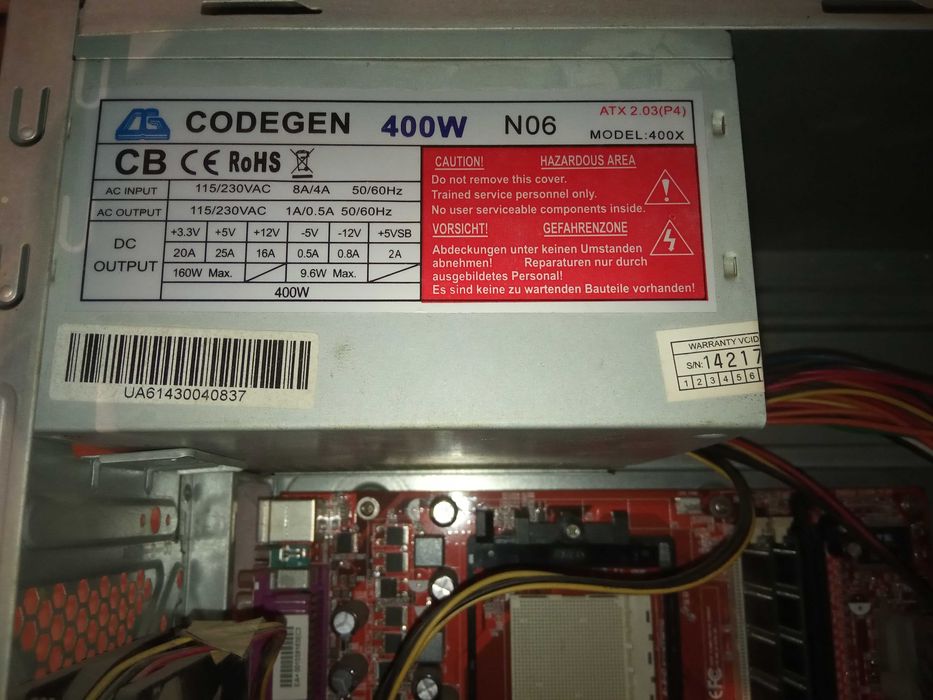 CG CODEGEN 400W N06
ATX 2.03(P4)
MODEL:400X
CB CE RoHS
AC INPUT 115/230VAC 8A/4A 50/60Hz
AC OUTPUT 115/230VAC 1A/0.5A 50/60Hz
DC OUTPUT
+3.3V +5V +12V -5V -12V +5VSB
20A 25A 16A 0.5A 0.8A 2A
160W Max. 9.6W Max.
400W
CAUTION! HAZARDOUS AREA
Do not remove this cover.
Trained service personnel only.
No user serviceable components inside.
VORSICHT! GEFAHRENZONE
Abdeckungen unter keinen Umstanden
abnehmen! Reparaturen nur durch
ausgebildetes Personal!
Es sind keine zu wartenden Bauteile vorhanden!
UA61430040837
WARRANTY VOID
S/N: 14217
1 2 3 4 5 6
FC